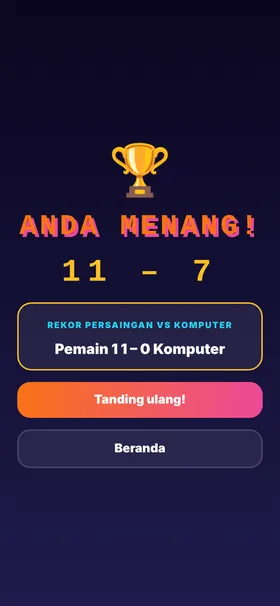 ANDA MENANG!
11 – 7
REKOR PERSAINGAN VS KOMPUTER
Pemain 11–0 Komputer
Tanding ulang!
Beranda